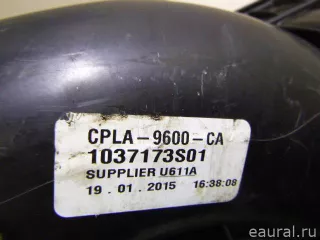 CPLA-9600-CA
1037173S01
SUPPLIER U611A
19.01.2015 16:38:08
eaural.ru